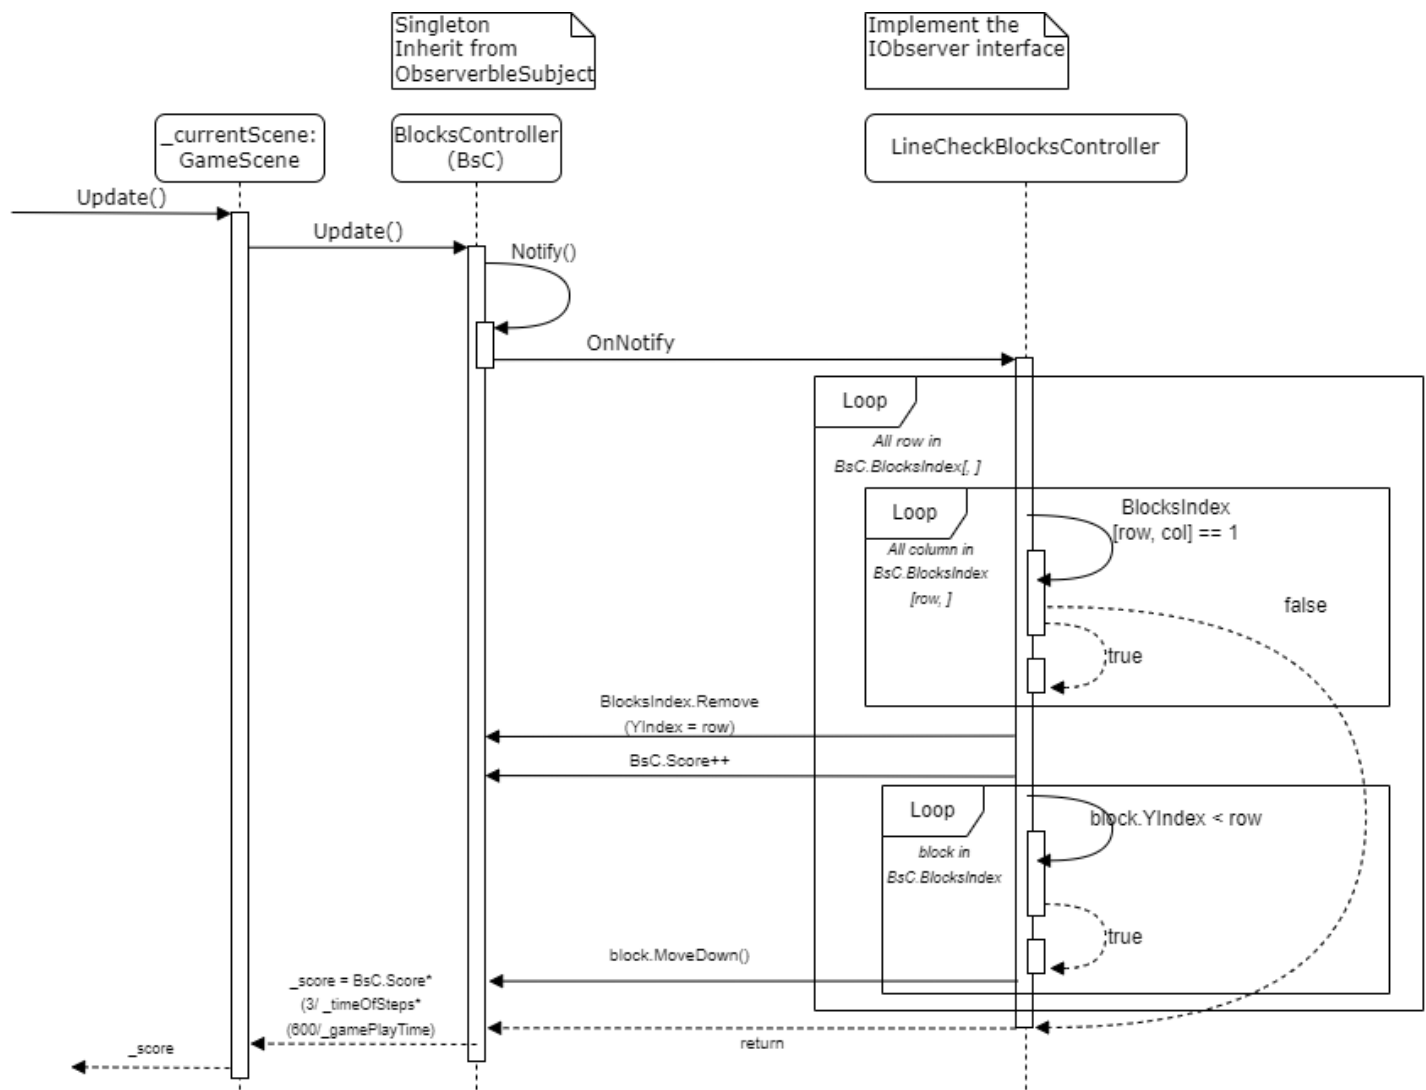 Singleton
Inherit from
ObserverbleSubject
Implement the
IObserver interface
_currentScene:
GameScene
BlocksController
(BsC)
LineCheckBlocksController
Update()
Update()
Notify()
OnNotify
Loop
All row in
BsC.BlocksIndex[, ]
Loop
All column in
BsC.BlocksIndex
[row, ]
BlocksIndex
[row, col] == 1
false
true
BlocksIndex.Remove
(YIndex = row)
BsC.Score++
Loop
block in
BsC.BlocksIndex
block.YIndex < row
true
block.MoveDown()
_score = BsC.Score*
(3/ _timeOfSteps*
(600/_gamePlayTime)
return
_score